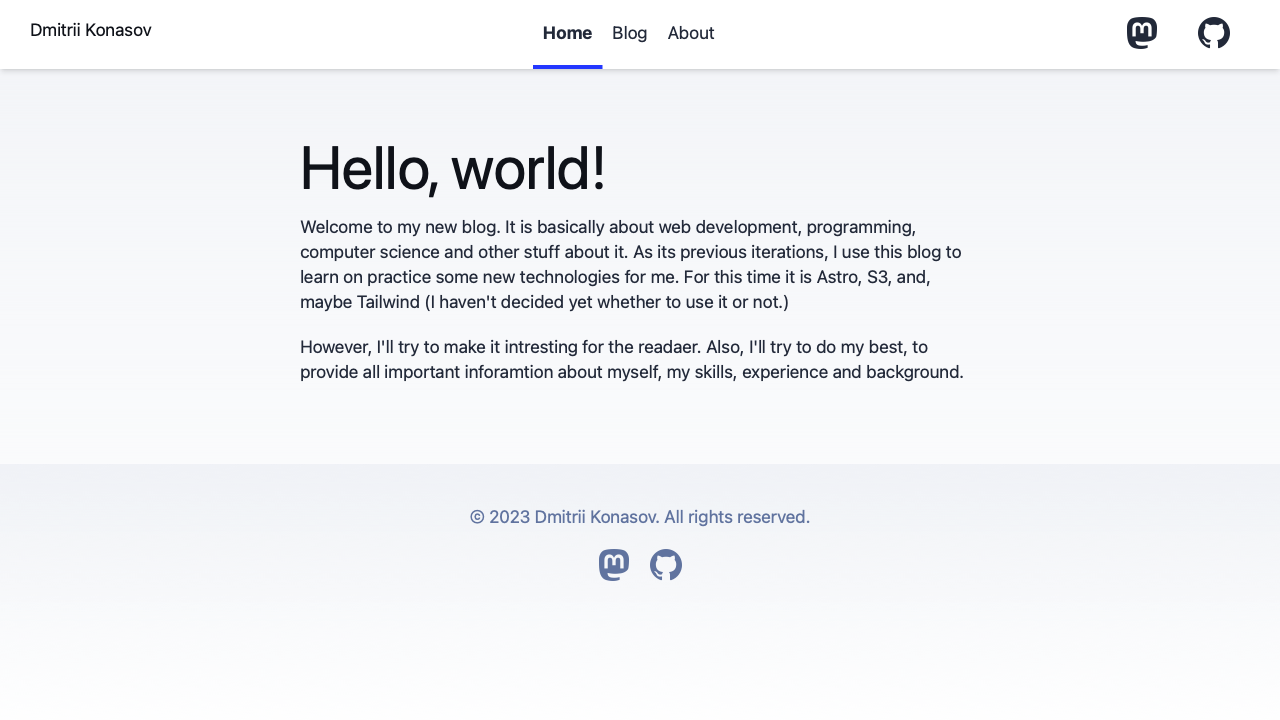 Dmitrii Konasov
Home Blog About
Hello, world!
Welcome to my new blog. It is basically about web development, programming,
computer science and other stuff about it. As its previous iterations, I use this blog to
learn on practice some new technologies for me. For this time it is Astro, S3, and,
maybe Tailwind (I haven't decided yet whether to use it or not.)
However, I'll try to make it intresting for the readaer. Also, I'll try to do my best, to
provide all important inforamtion about myself, my skills, experience and background.
© 2023 Dmitrii Konasov. All rights reserved.